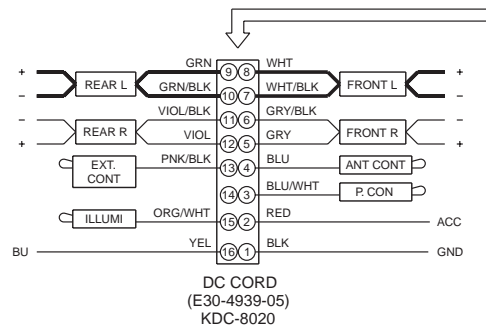 GRN 9 8 WHT
+ REAR L FRONT L +
− GRN/BLK 10 7 WHT/BLK −
− VIOL/BLK 11 6 GRY/BLK −
REAR R FRONT R
+ VIOL 12 5 GRY +
EXT. CONT PNK/BLK 13 4 BLU ANT CONT
14 3 BLU/WHT P. CON
ILLUMI ORG/WHT 15 2 RED ACC
BU YEL 16 1 BLK GND
DC CORD
(E30-4939-05)
KDC-8020